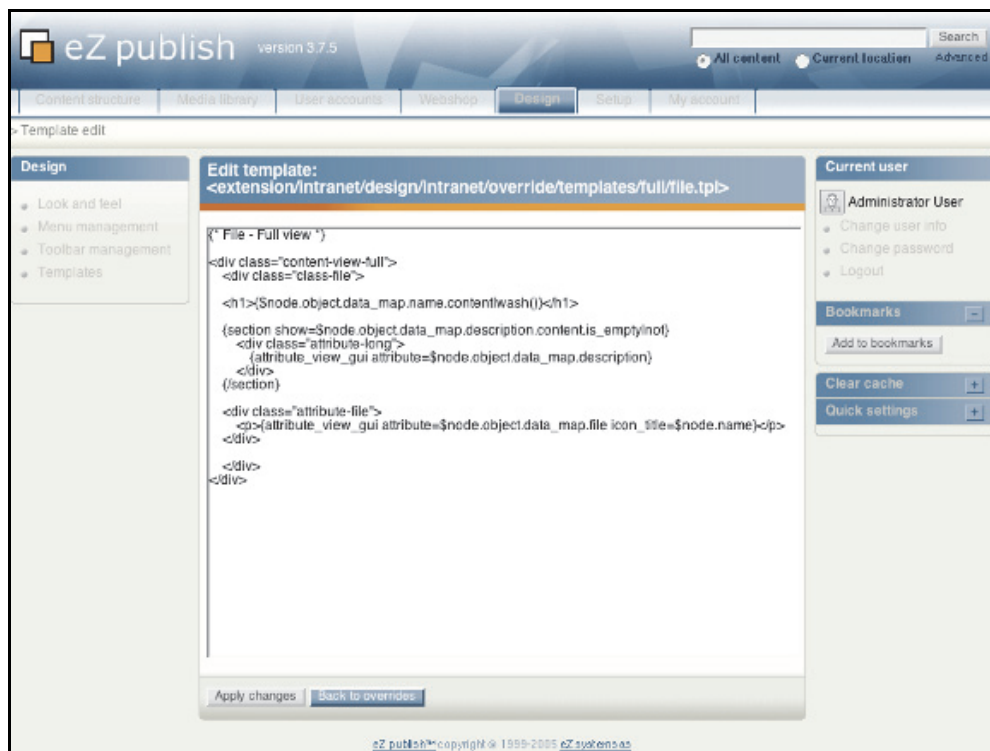 eZ publish version 3.7.5
Search
All content Current location Advanced
Content structure Media library User accounts Webshop Design Setup My account
> Template edit
Design
Look and feel
Menu management
Toolbar management
Templates
Edit template:
<extension/intranet/design/intranet/override/templates/full/file.tpl>
{* File - Full view *}
<div class="content-view-full">
<div class="class-file">
<h1>{$node.object.data_map.name.content|wash()}</h1>
{section show=$node.object.data_map.description.content.is_empty|not}
<div class="attribute-long">
{attribute_view_gui attribute=$node.object.data_map.description}
</div>
{/section}
<div class="attribute-file">
<p>{attribute_view_gui attribute=$node.object.data_map.file icon_title=$node.name}</p>
</div>
</div>
</div>
Apply changes Back to overrides
Current user
Administrator User
Change user info
Change password
Logout
Bookmarks -
Add to bookmarks
Clear cache +
Quick settings +
eZ publish™ copyright © 1999-2005 eZ systems as